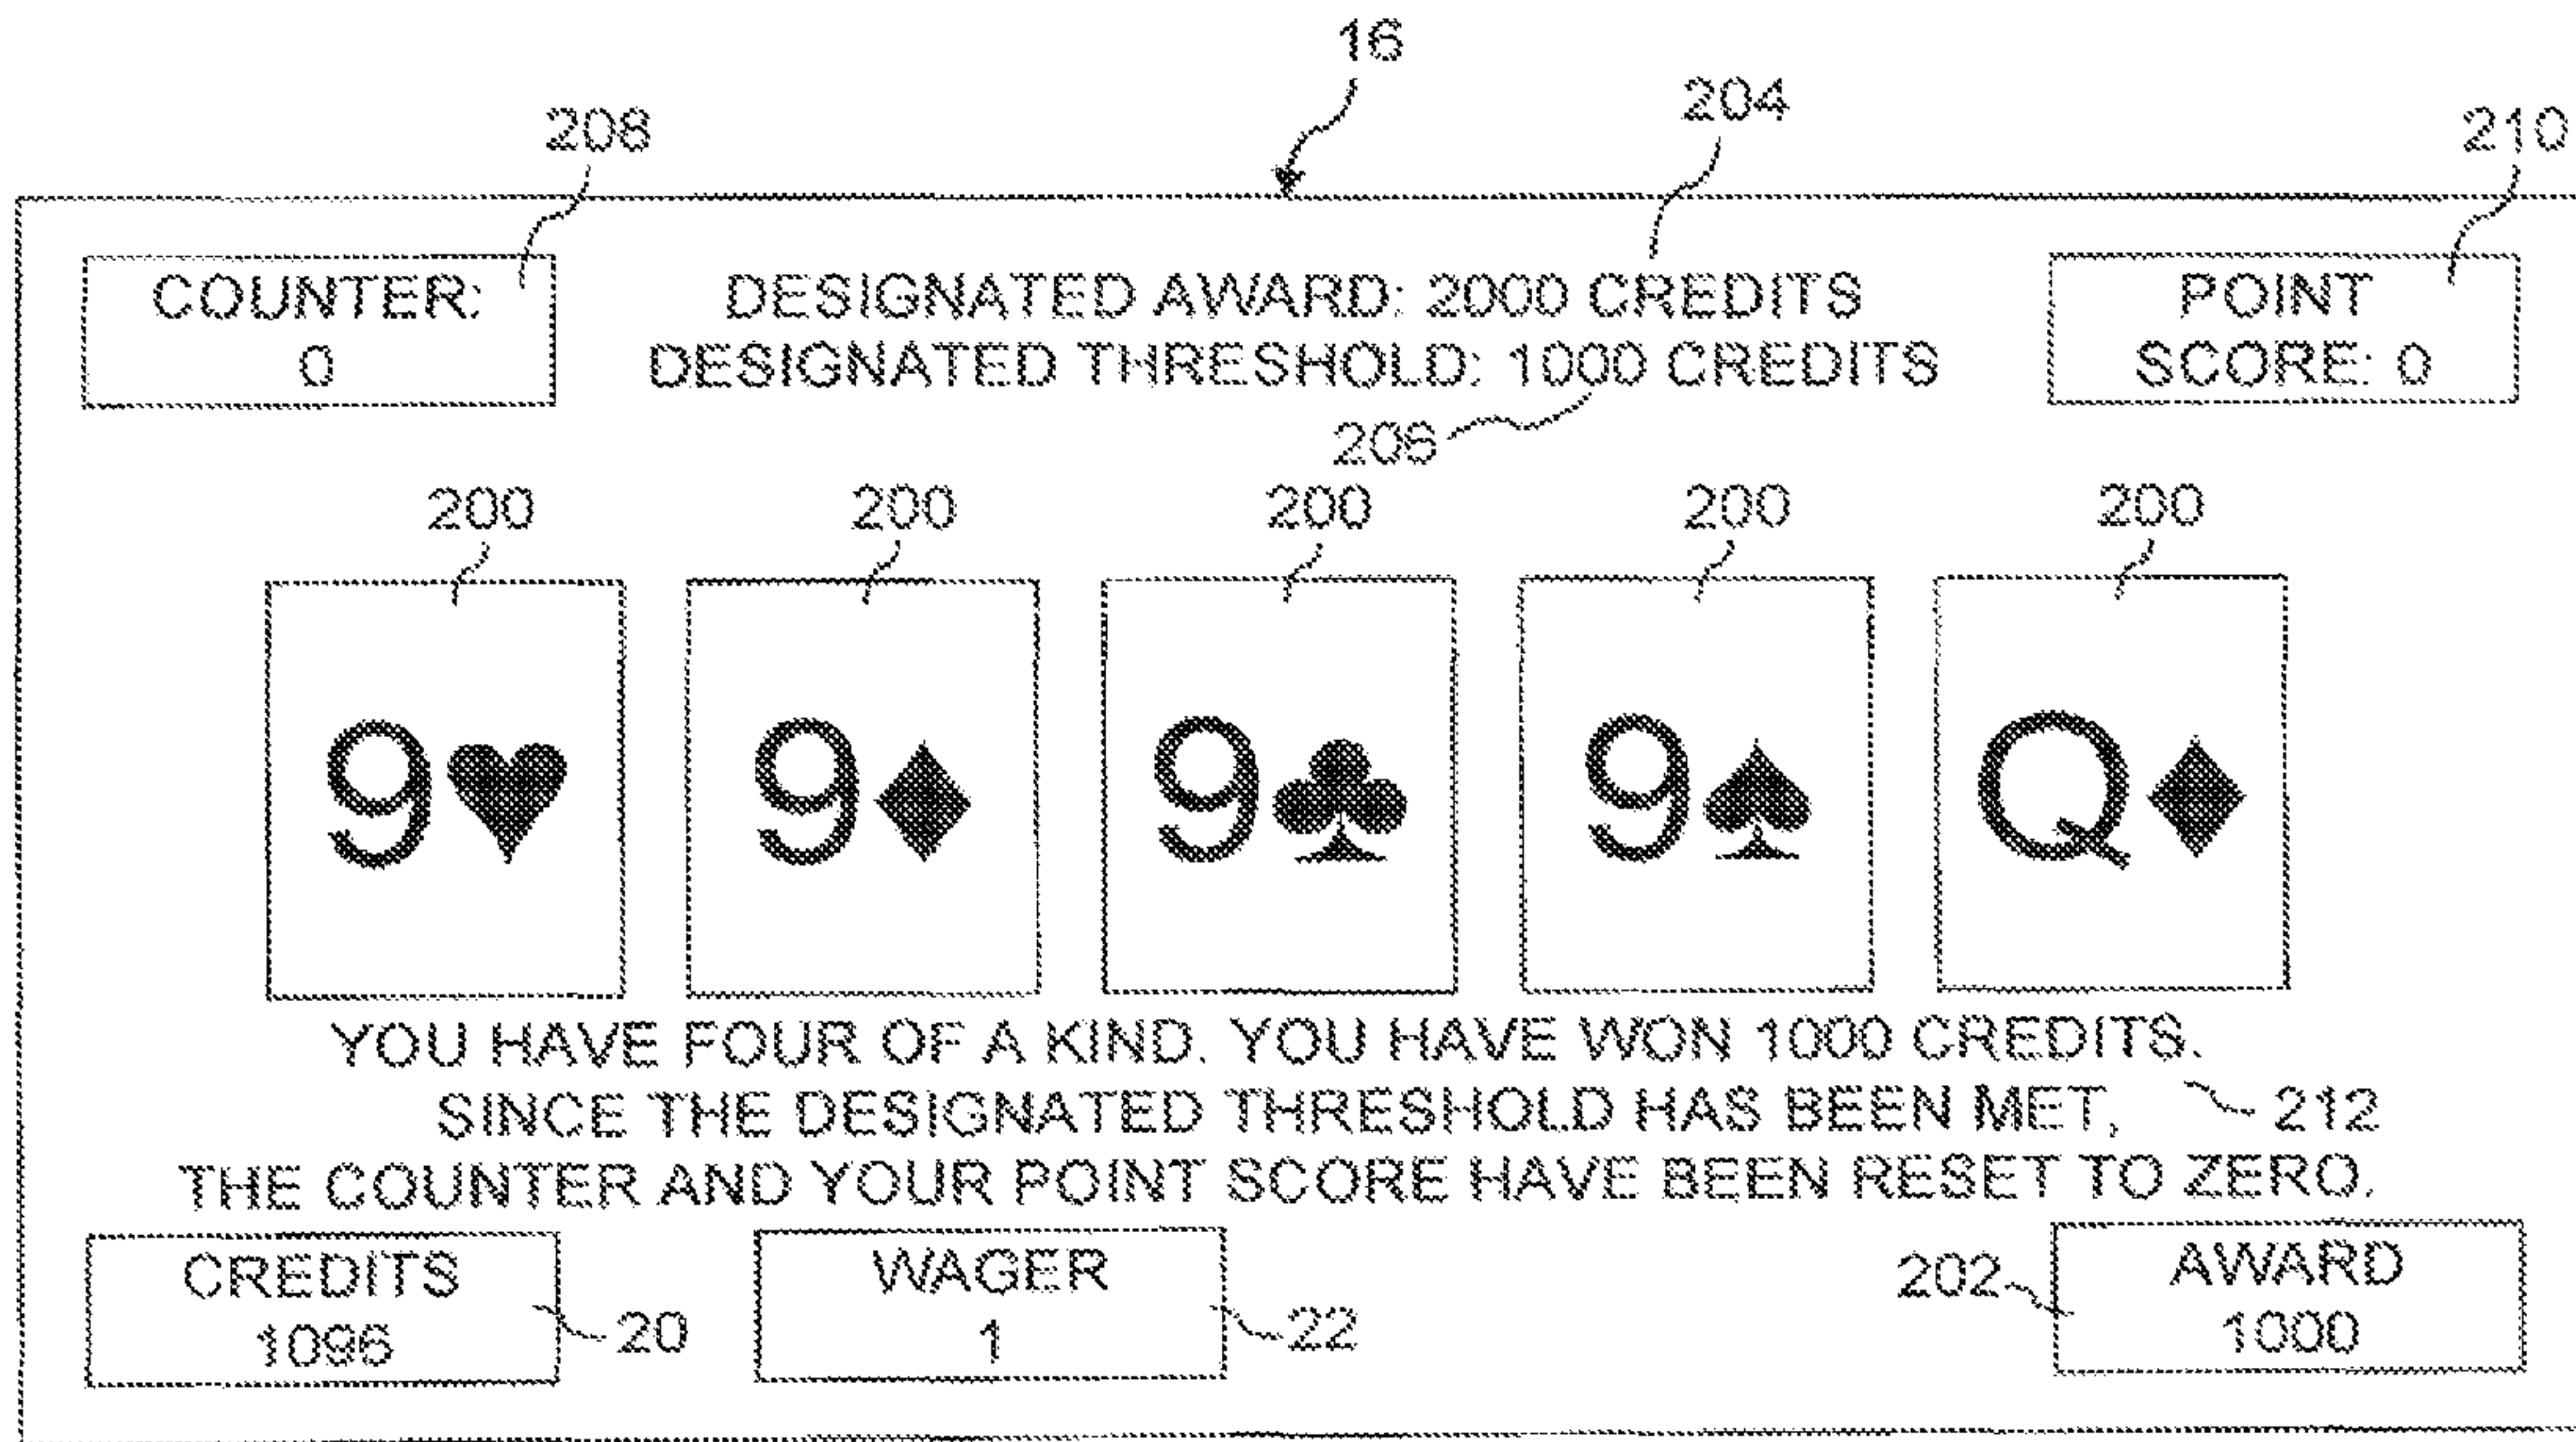 16
204
208
210
COUNTER:
0
DESIGNATED AWARD: 2000 CREDITS
DESIGNATED THRESHOLD: 1000 CREDITS
POINT
SCORE: 0
206
200 200 200 200 200
9♥ 9♦ 9♣ 9♠ Q♦
YOU HAVE FOUR OF A KIND. YOU HAVE WON 1000 CREDITS.
SINCE THE DESIGNATED THRESHOLD HAS BEEN MET,
212
THE COUNTER AND YOUR POINT SCORE HAVE BEEN RESET TO ZERO.
CREDITS
1096
20
WAGER
1
22
202
AWARD
1000